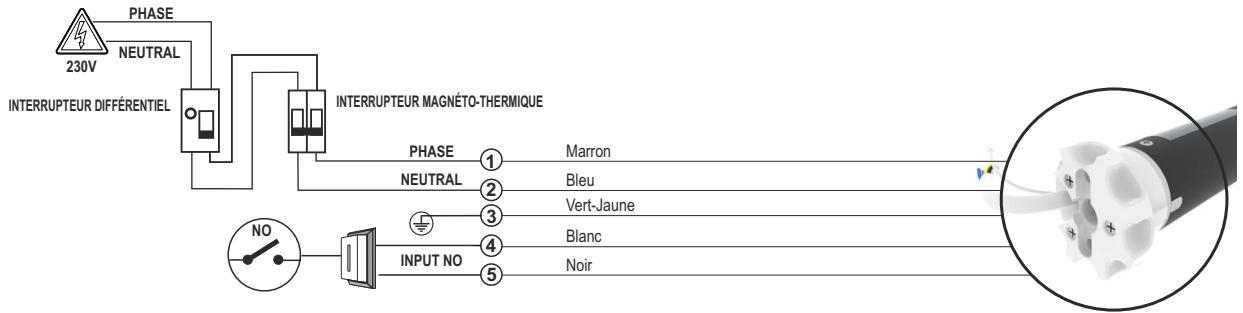 PHASE
NEUTRAL
230V
INTERRUPTEUR DIFFÉRENTIEL
INTERRUPTEUR MAGNÉTO-THERMIQUE
PHASE 1 Marron
NEUTRAL 2 Bleu
3 Vert-Jaune
NO
4 Blanc
INPUT NO
5 Noir